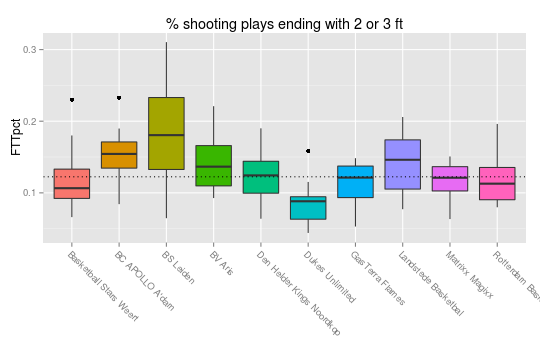 % shooting plays ending with 2 or 3 ft
FTTpct
0.3
0.2
0.1
Basketball Stars Weert
BC APOLLO A'dam
BS Leiden
BV Aris
Den Helder Kings Noordkop
Dukes Unlimited
GasTerra Flames
Landstede Basketbal
Matrixx Magixx
Rotterdam Bas